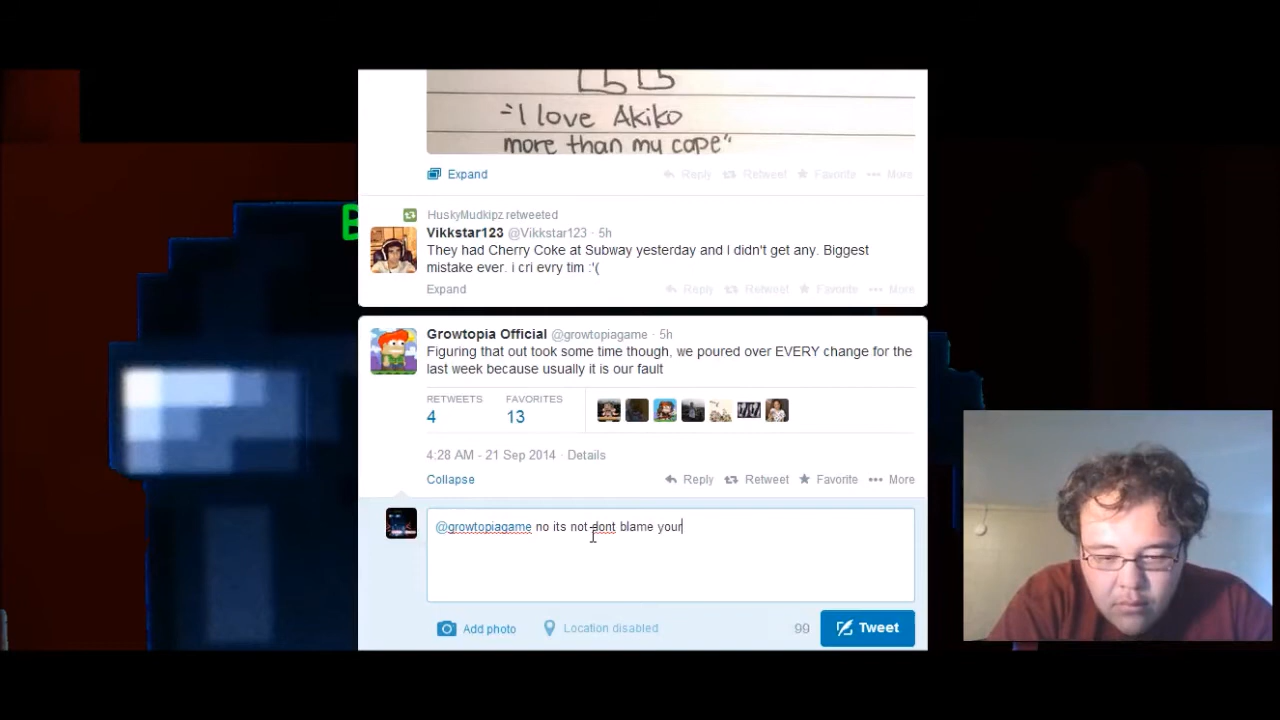 "I love Akiko
more than my cape"
Expand
Reply Retweet Favorite More
HuskyMudkipz retweeted
Vikkstar123 @Vikkstar123 · 5h
They had Cherry Coke at Subway yesterday and I didn't get any. Biggest
mistake ever. i cri evry tim :'(
Expand
Reply Retweet Favorite More
Growtopia Official @growtopiagame · 5h
Figuring that out took some time though, we poured over EVERY change for the
last week because usually it is our fault
RETWEETS FAVORITES
4 13
4:28 AM - 21 Sep 2014 · Details
Collapse
Reply Retweet Favorite More
@growtopiagame no its not dont blame your
Add photo Location disabled 99 Tweet